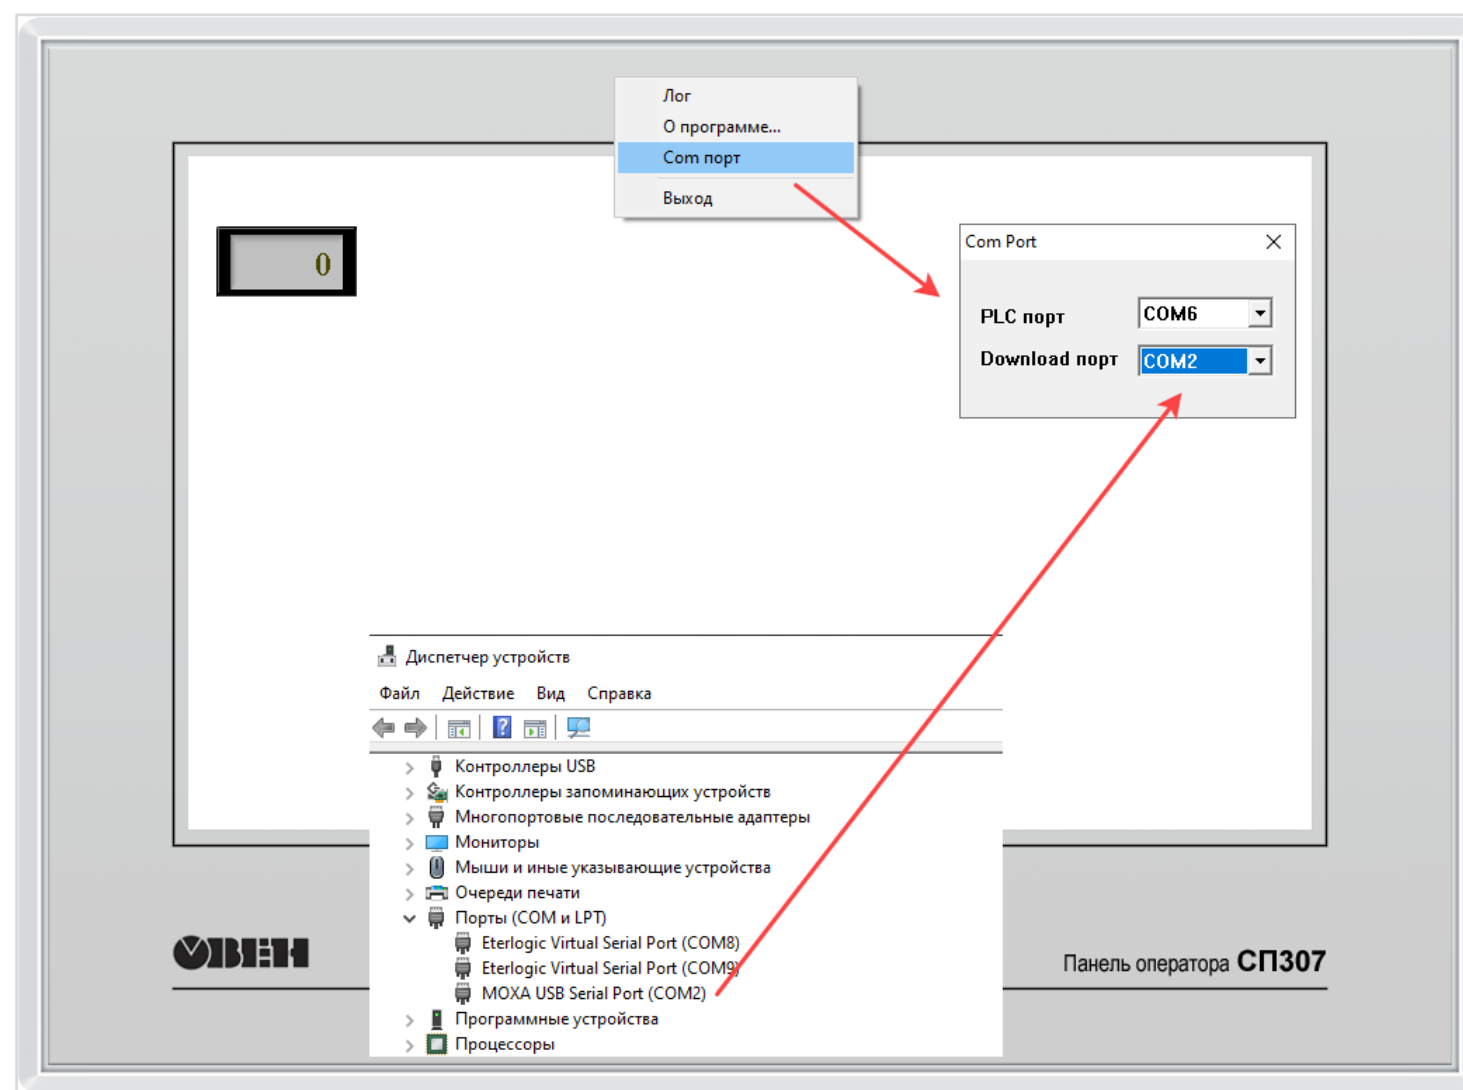 Лог
О программе...
Com порт
Выход
0
Com Port
PLC порт COM6
Download порт COM2
Диспетчер устройств
Файл Действие Вид Справка
Контроллеры USB
Контроллеры запоминающих устройств
Многопортовые последовательные адаптеры
Мониторы
Мыши и иные указывающие устройства
Очереди печати
Порты (COM и LPT)
Eterlogic Virtual Serial Port (COM8)
Eterlogic Virtual Serial Port (COM9)
MOXA USB Serial Port (COM2)
Программные устройства
Процессоры
ОВЕН
Панель оператора СП307